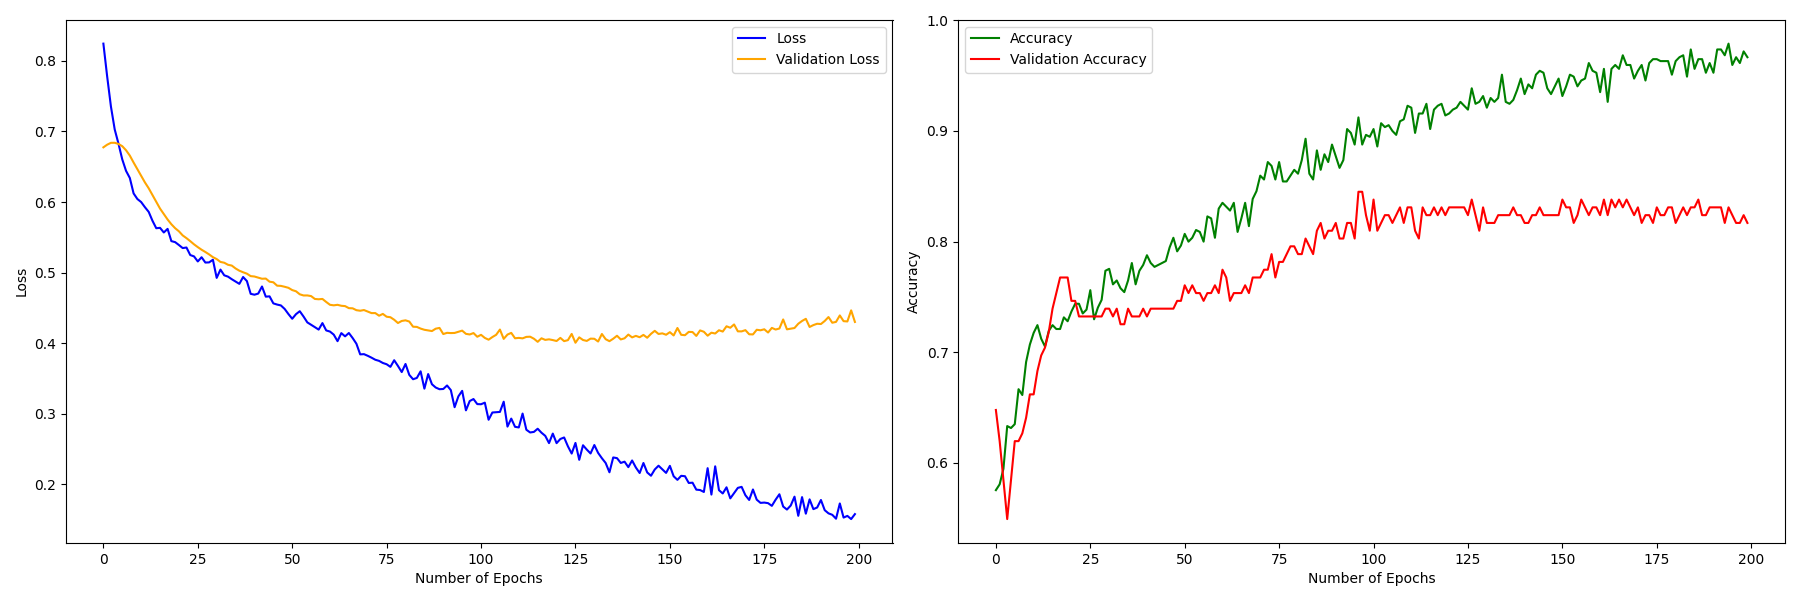 Loss
Validation Loss
0.8
0.7
0.6
0.5
0.4
0.3
0.2
Loss
0 25 50 75 100 125 150 175 200
Number of Epochs
Accuracy
Validation Accuracy
1.0
0.9
0.8
0.7
0.6
Accuracy
0 25 50 75 100 125 150 175 200
Number of Epochs